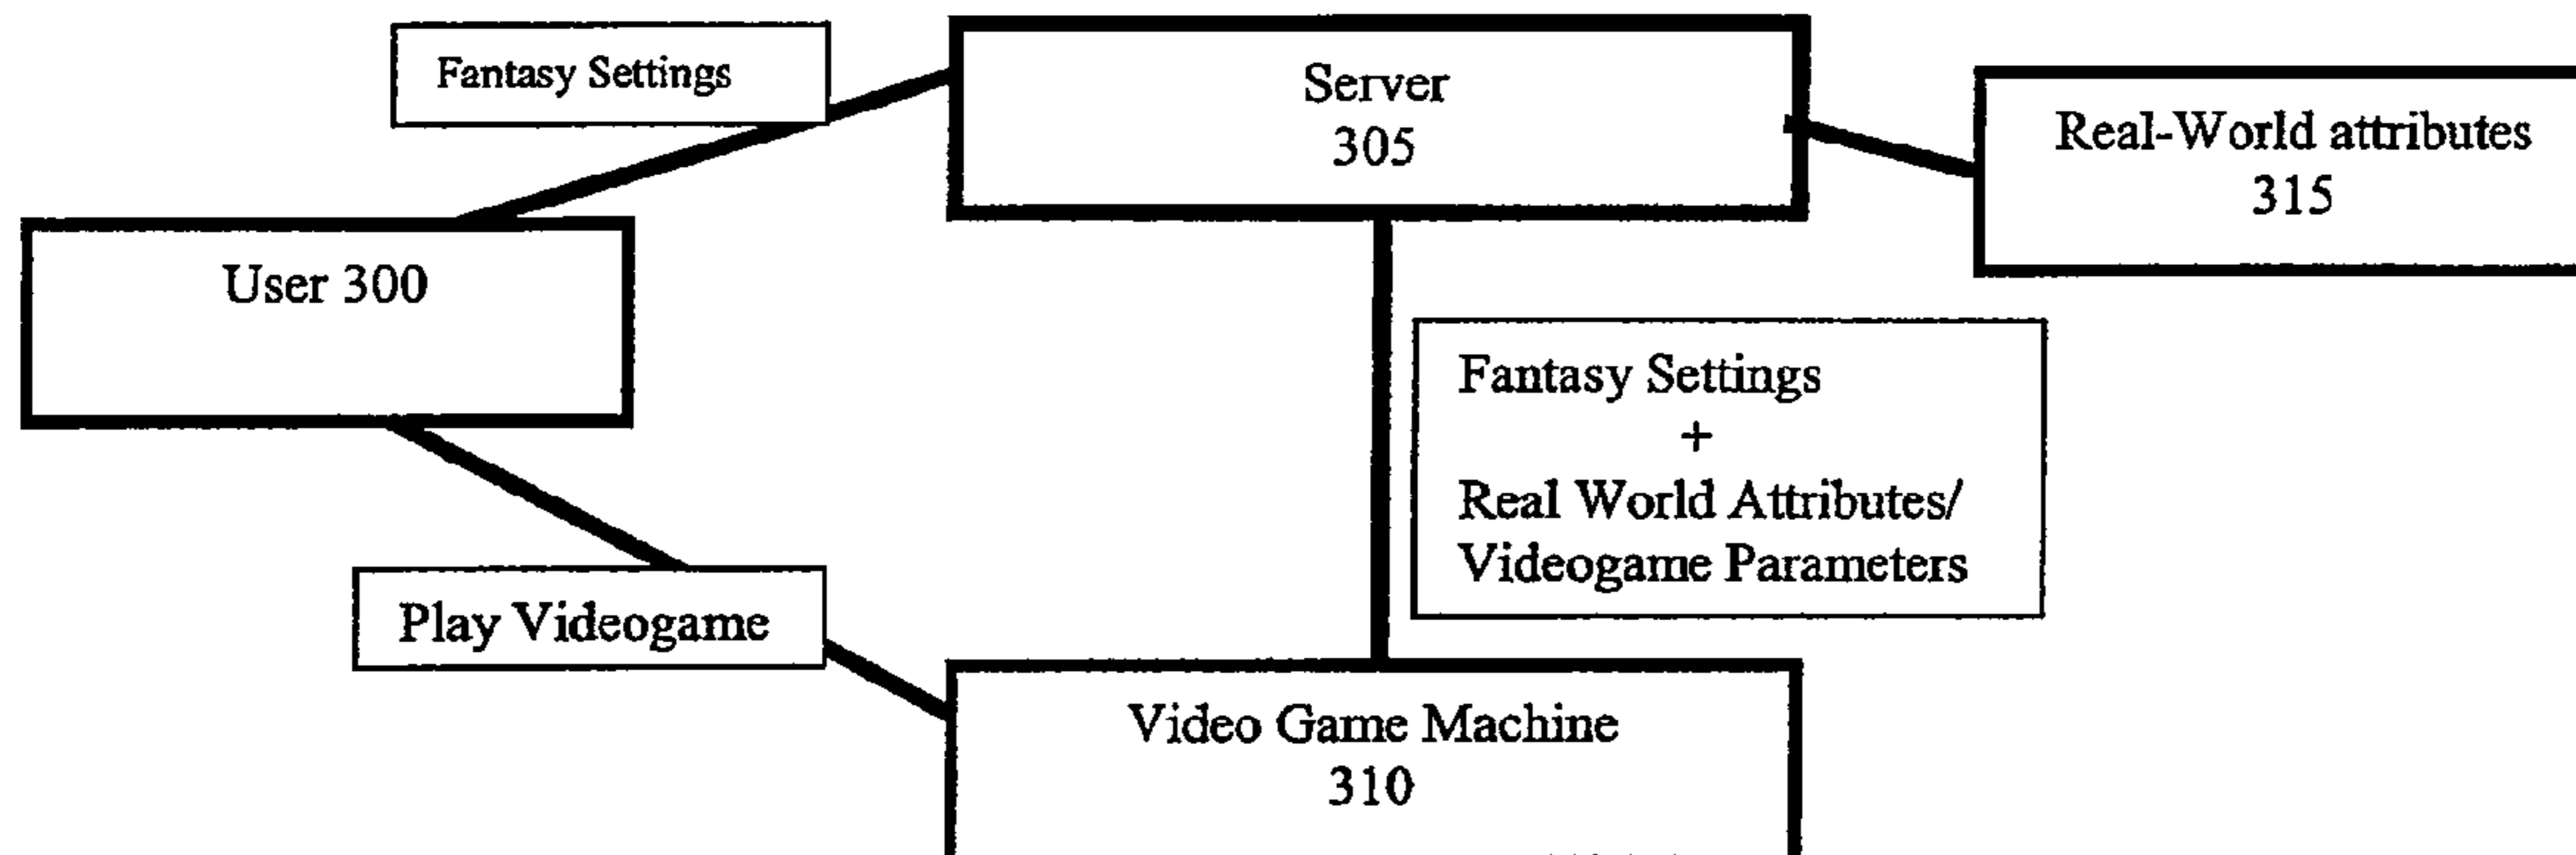 Fantasy Settings
Server
305
Real-World attributes
315
User 300
Fantasy Settings
+
Real World Attributes/
Videogame Parameters
Play Videogame
Video Game Machine
310